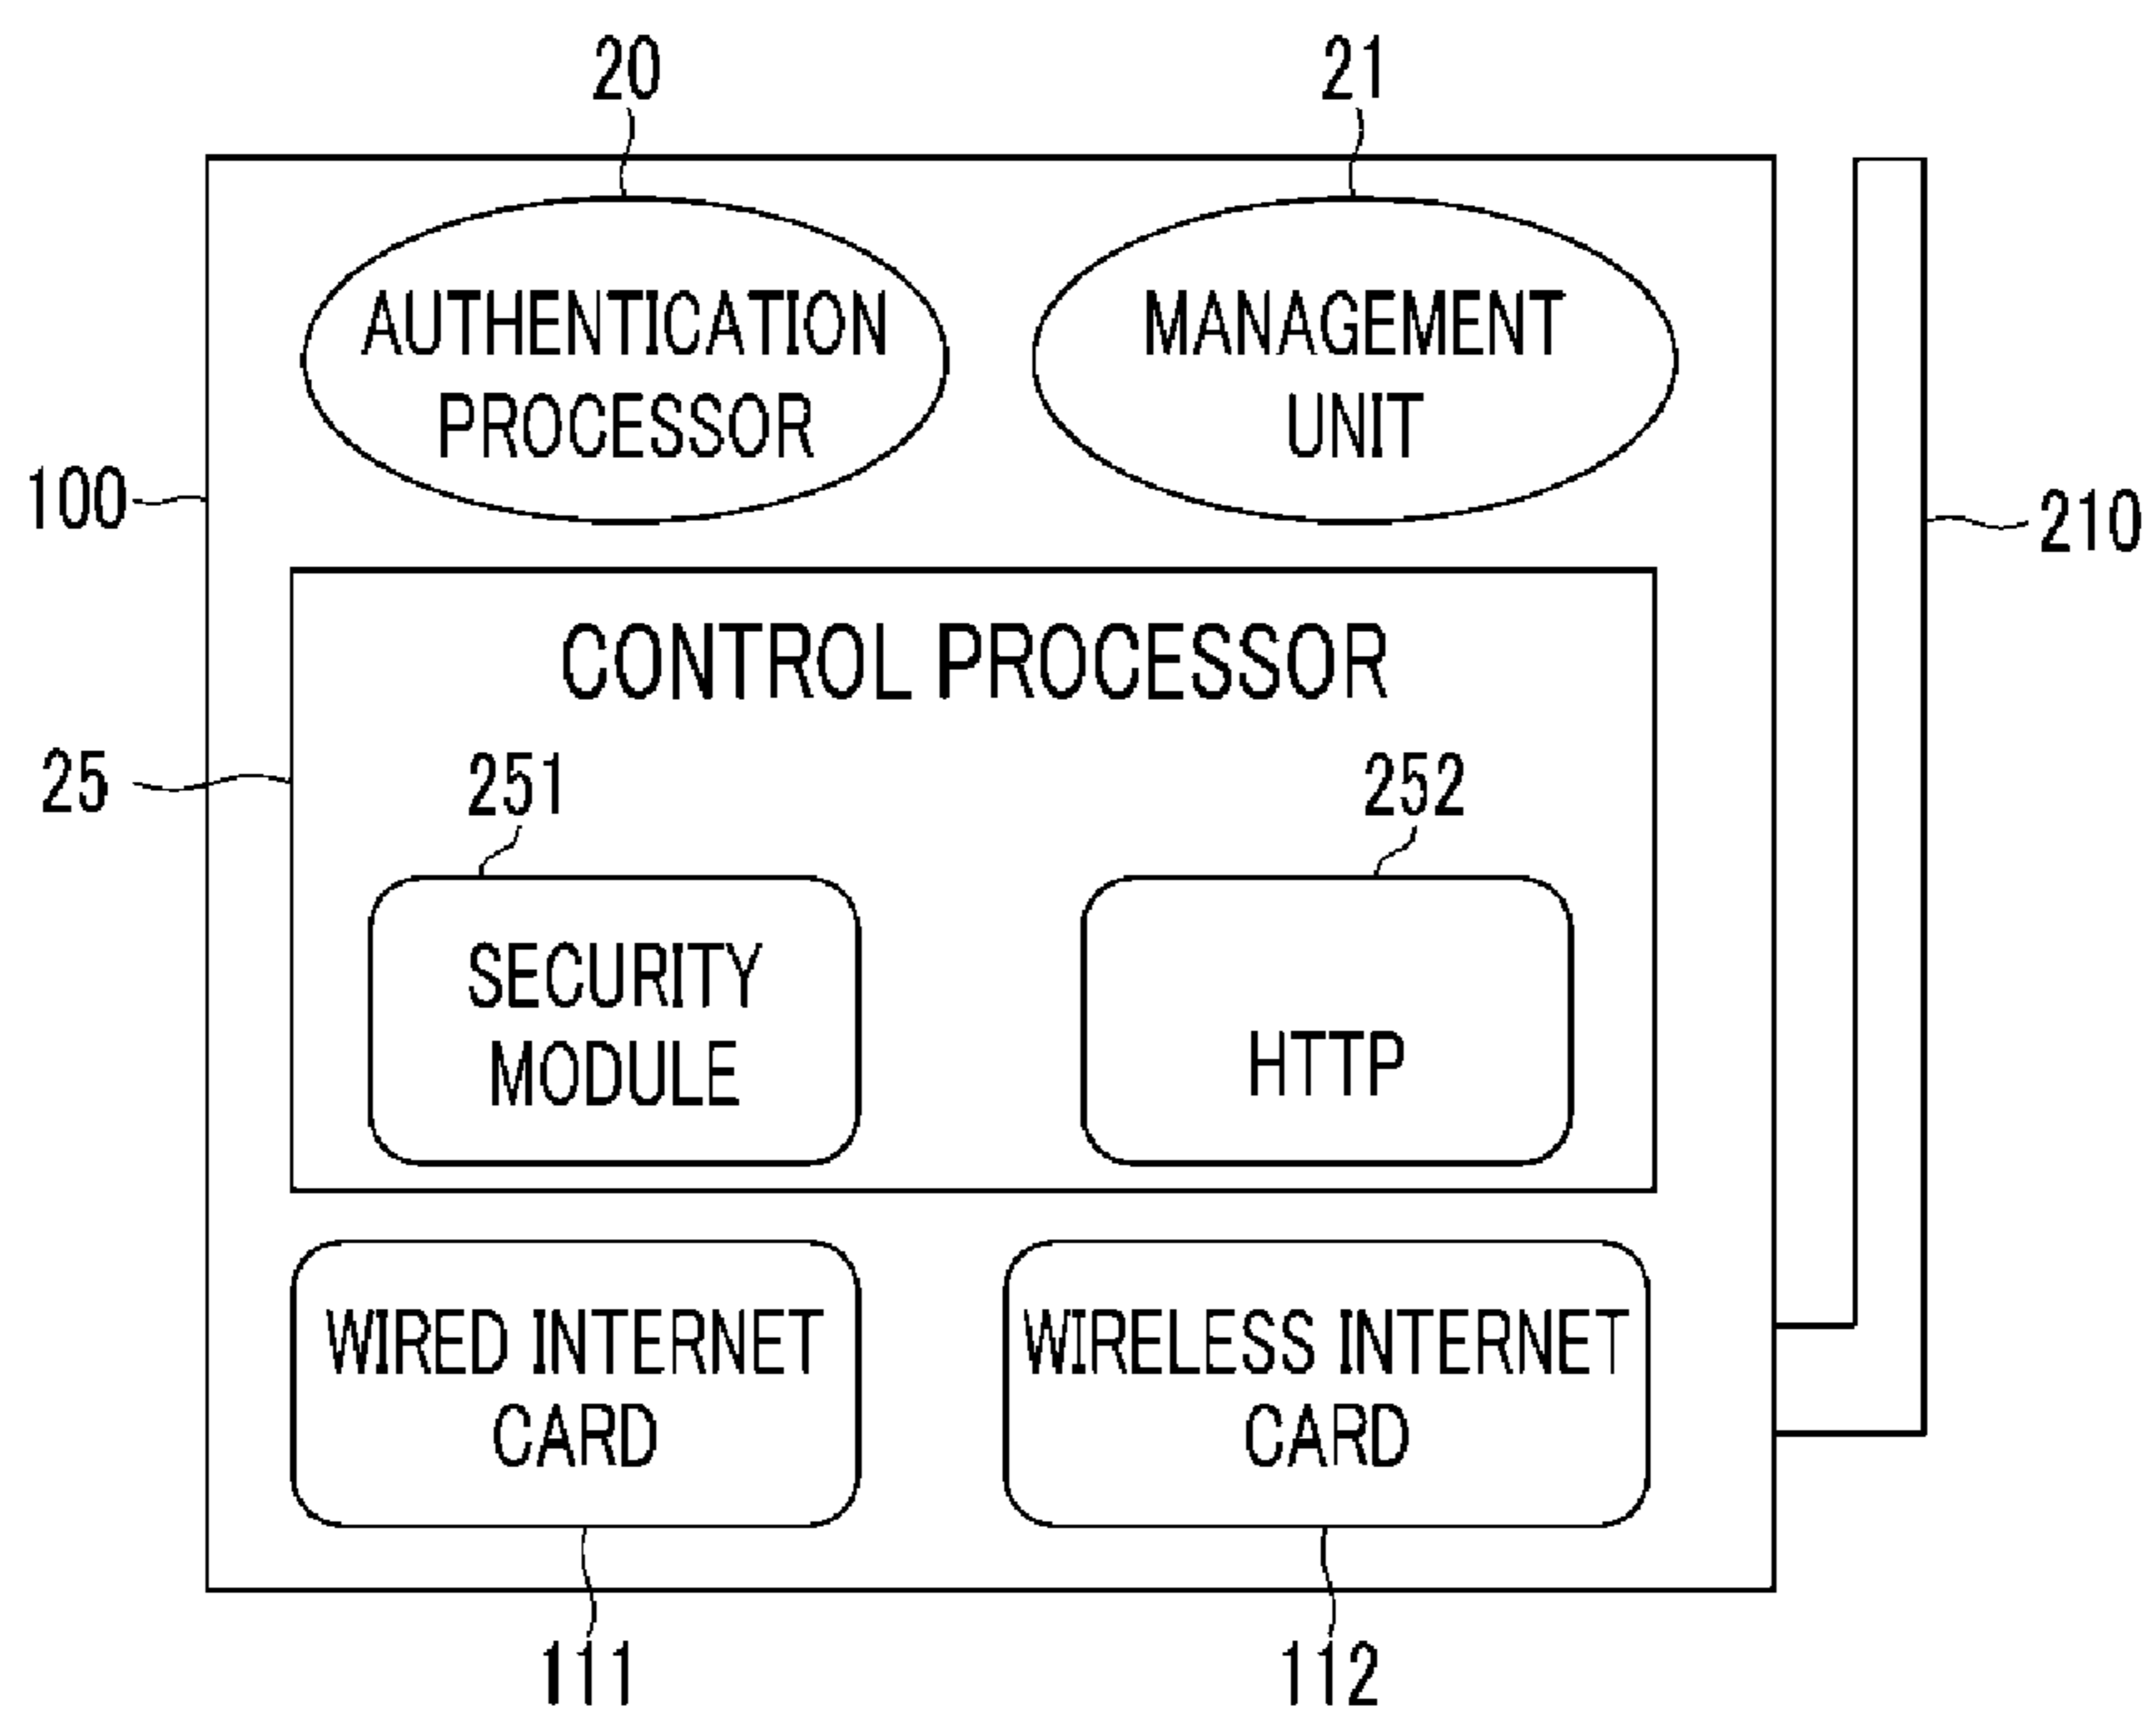 20
21
AUTHENTICATION
PROCESSOR
MANAGEMENT
UNIT
100
210
CONTROL PROCESSOR
25
251
252
SECURITY
MODULE
HTTP
WIRED INTERNET
CARD
WIRELESS INTERNET
CARD
111
112